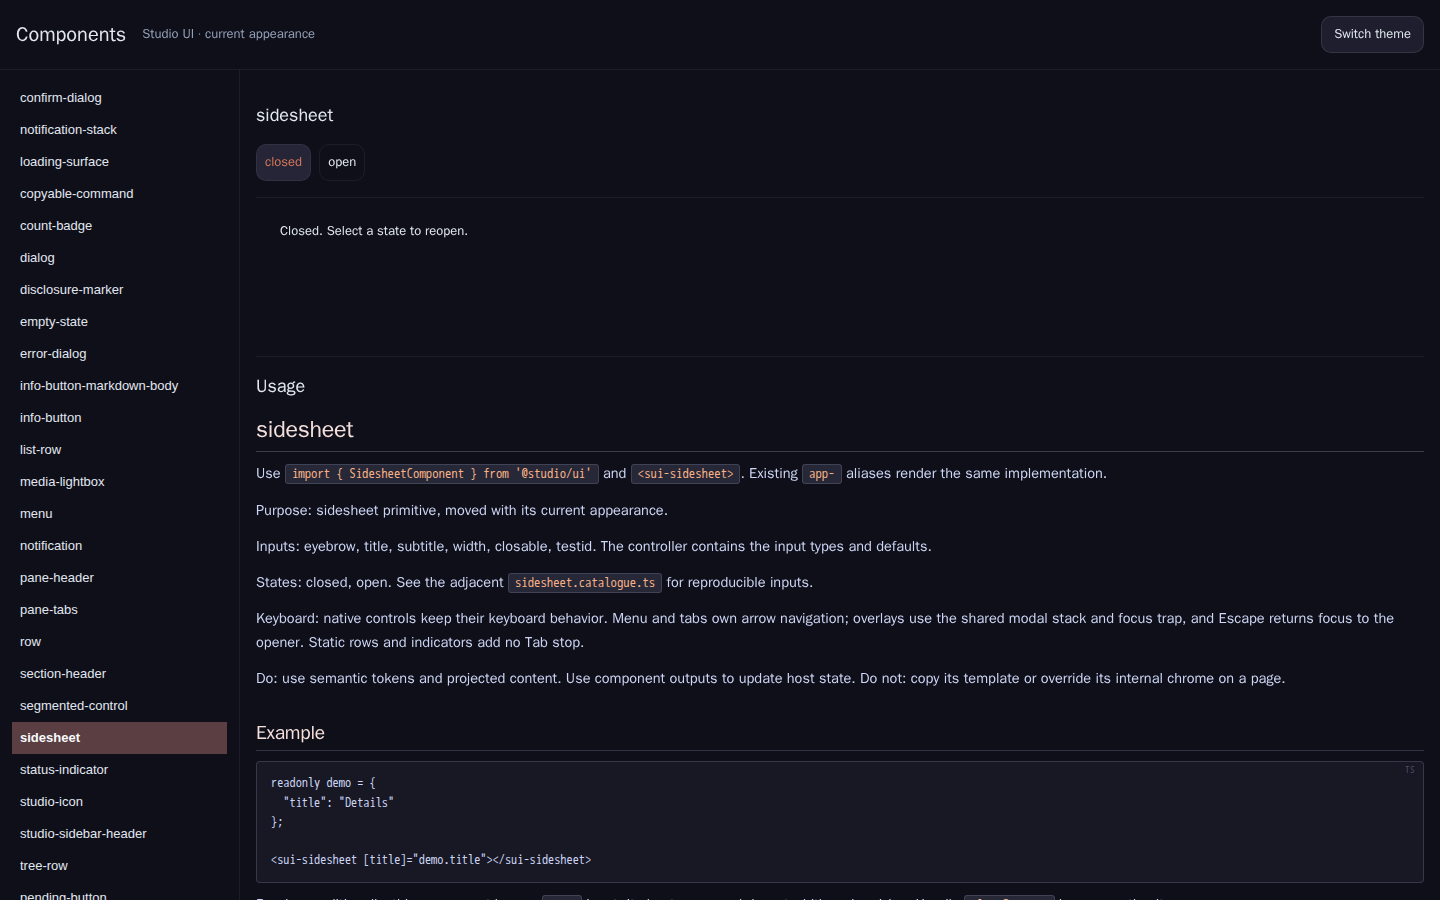 Components
Studio UI · current appearance
Switch theme
confirm-dialog
notification-stack
loading-surface
copyable-command
count-badge
dialog
disclosure-marker
empty-state
error-dialog
info-button-markdown-body
info-button
list-row
media-lightbox
menu
notification
pane-header
pane-tabs
row
section-header
segmented-control
sidesheet
status-indicator
studio-icon
studio-sidebar-header
tree-row
pending-button
sidesheet
closed
open
Closed. Select a state to reopen.
Usage
sidesheet
Use import { SidesheetComponent } from '@studio/ui' and <sui-sidesheet>. Existing app- aliases render the same implementation.
Purpose: sidesheet primitive, moved with its current appearance.
Inputs: eyebrow, title, subtitle, width, closable, testid. The controller contains the input types and defaults.
States: closed, open. See the adjacent sidesheet.catalogue.ts for reproducible inputs.
Keyboard: native controls keep their keyboard behavior. Menu and tabs own arrow navigation; overlays use the shared modal stack and focus trap, and Escape returns focus to the
opener. Static rows and indicators add no Tab stop.
Do: use semantic tokens and projected content. Use component outputs to update host state. Do not: copy its template or override its internal chrome on a page.
Example
TS
readonly demo = {
  "title": "Details"
};
<sui-sidesheet [title]="demo.title"></sui-sidesheet>